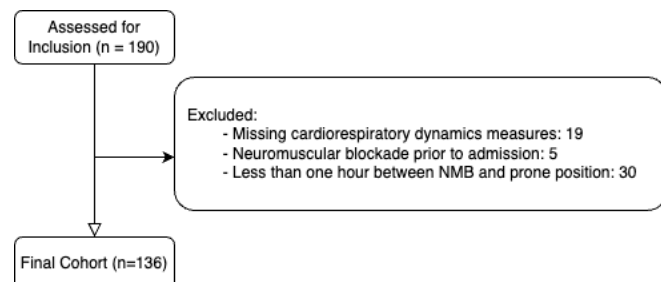 Assessed for
Inclusion (n = 190)
Excluded:
- Missing cardiorespiratory dynamics measures: 19
- Neuromuscular blockade prior to admission: 5
- Less than one hour between NMB and prone position: 30
Final Cohort (n=136)